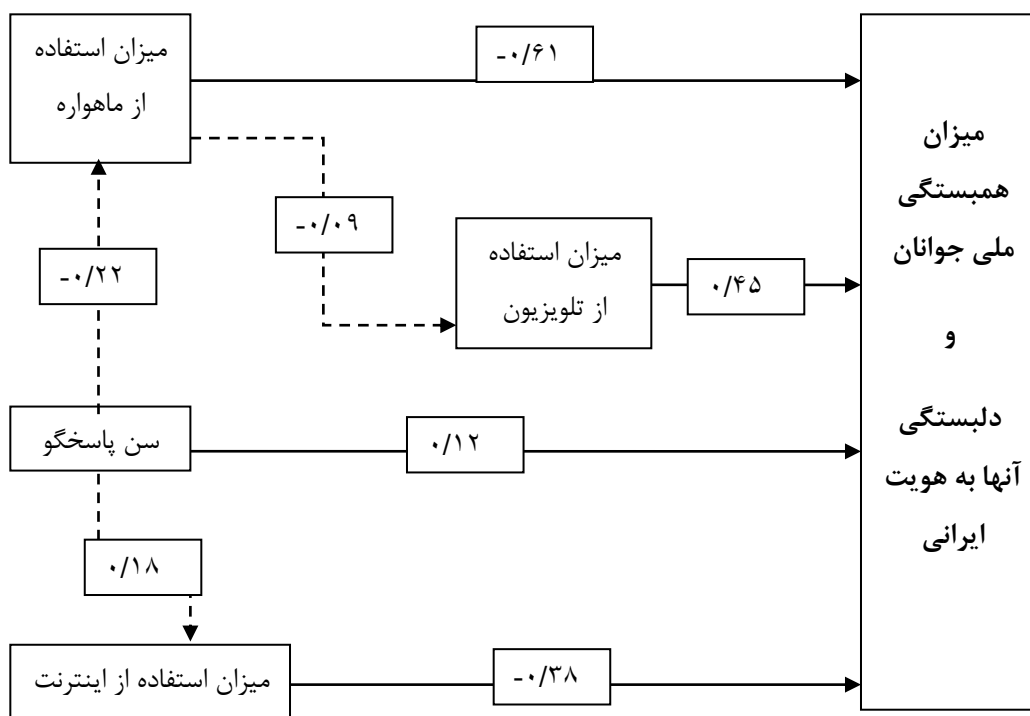 میزان استفاده
از ماهواره
-۰/۶۱
میزان
همبستگی
ملی جوانان
و
دلبستگی
آنها به هویت
ایرانی
-۰/۰۹
-۰/۲۲
میزان استفاده
از تلویزیون
۰/۴۵
سن پاسخگو
۰/۱۲
۰/۱۸
میزان استفاده از اینترنت
-۰/۳۸